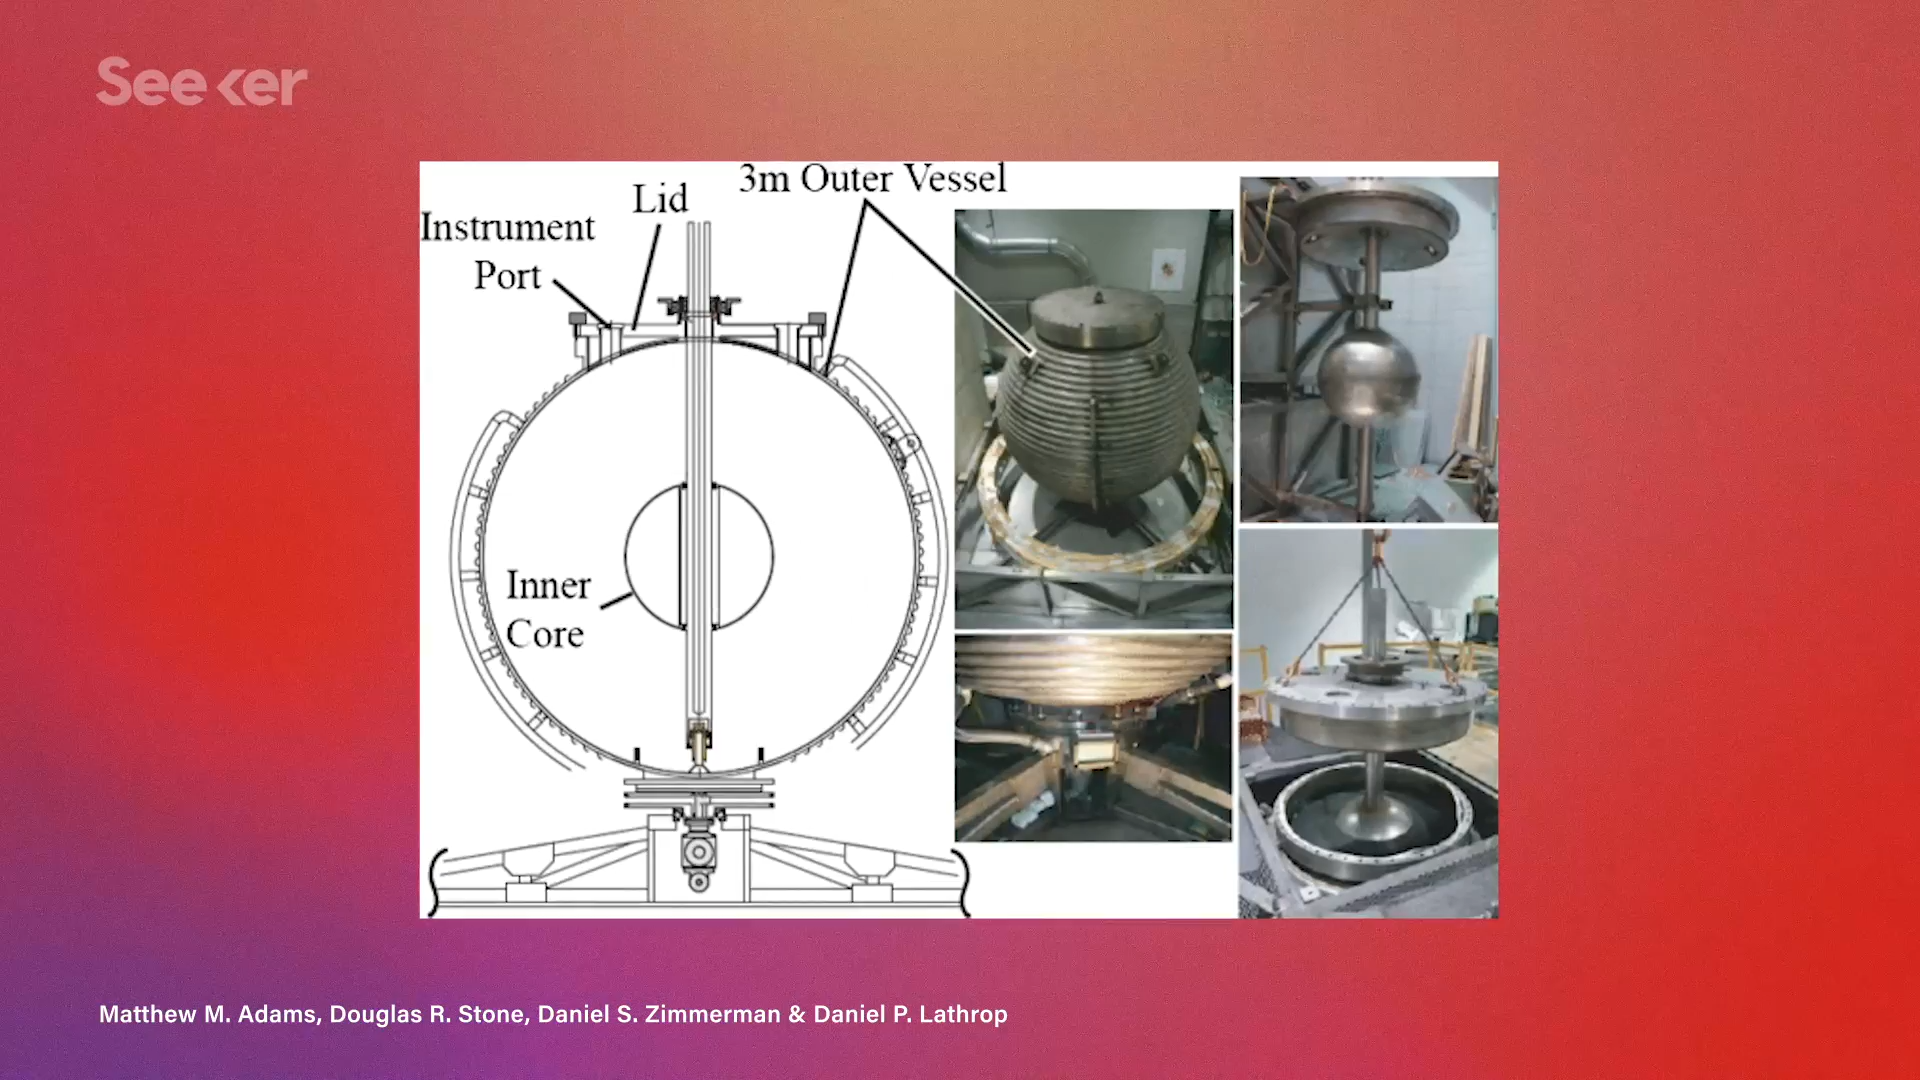 Seeker
3m Outer Vessel
Lid
Instrument
Port
Inner
Core
Matthew M. Adams, Douglas R. Stone, Daniel S. Zimmerman & Daniel P. Lathrop